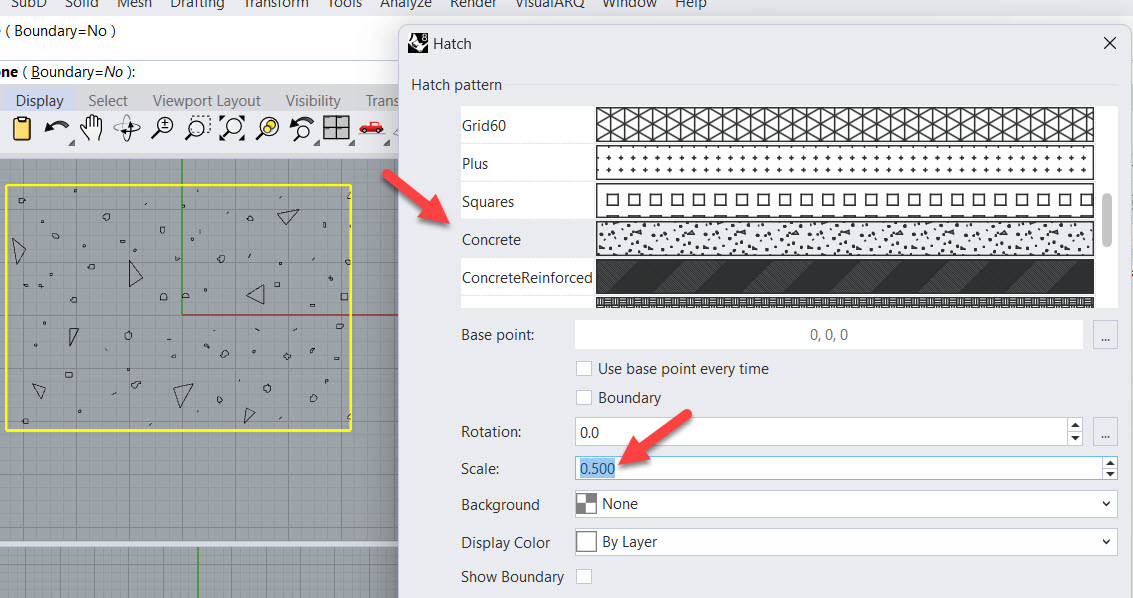 SubD Solid Mesh Drafting Transform Tools Analyze Render VisualARQ Window Help
( Boundary=No )
one ( Boundary=No ):
Display Select Viewport Layout Visibility Trans
8 Hatch
Hatch pattern
Grid60
Plus
Squares
Concrete
ConcreteReinforced
Base point: 0, 0, 0 ...
Use base point every time
Boundary
Rotation: 0.0 ...
Scale: 0.500
Background None
Display Color By Layer
Show Boundary